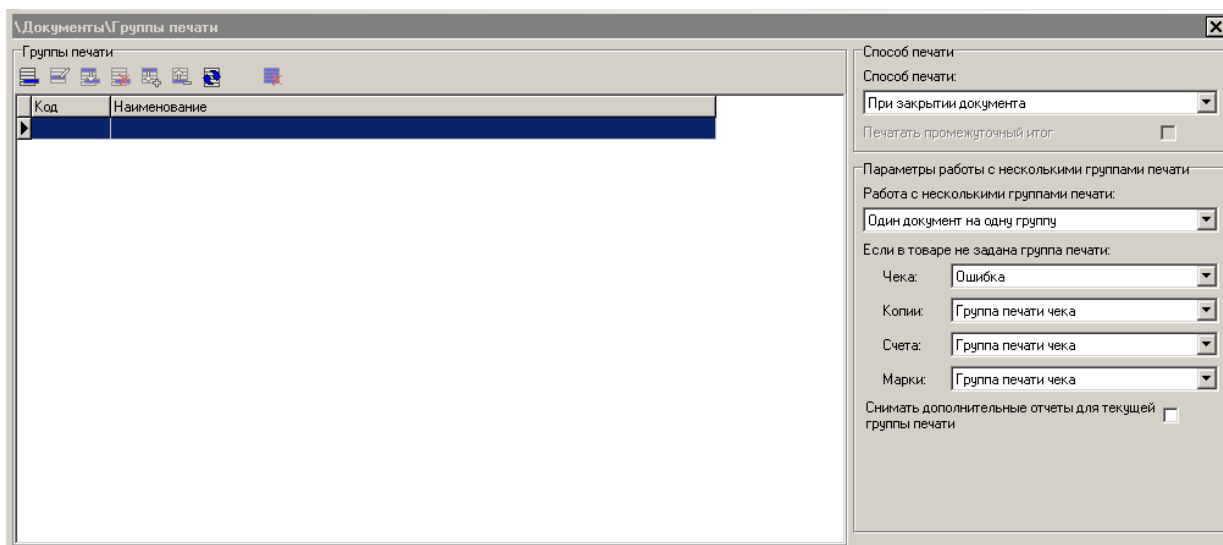 \Документы\Группы печати
Группы печати
Код Наименование
Способ печати
Способ печати:
При закрытии документа
Печатать промежуточный итог
Параметры работы с несколькими группами печати
Работа с несколькими группами печати:
Один документ на одну группу
Если в товаре не задана группа печати:
Чека: Ошибка
Копии: Группа печати чека
Счета: Группа печати чека
Марки: Группа печати чека
Снимать дополнительные отчеты для текущей
группы печати